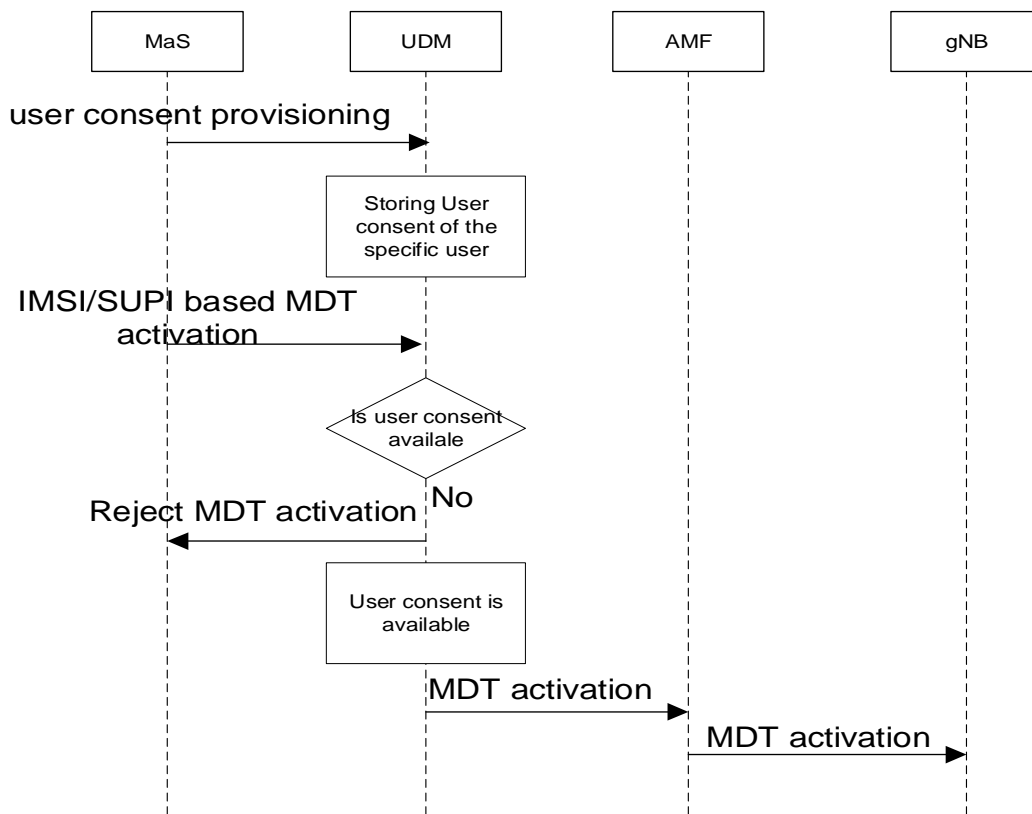 MaS
UDM
AMF
gNB
user consent provisioning
Storing User
consent of the
specific user
IMSI/SUPI based MDT
activation
Is user consent
availale
No
Reject MDT activation
User consent is
available
MDT activation
MDT activation